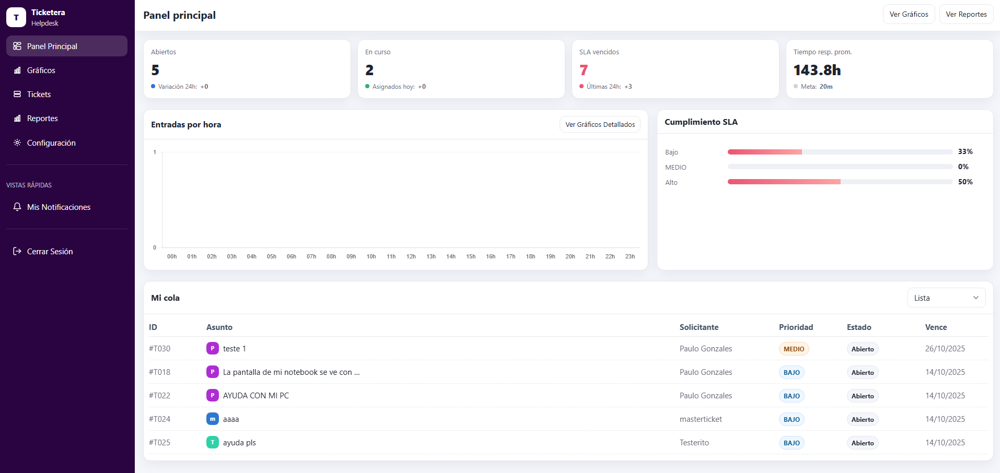 T
Ticketera
Helpdesk
Panel Principal
Gráficos
Tickets
Reportes
Configuración
VISTAS RÁPIDAS
Mis Notificaciones
Cerrar Sesión
Panel principal
Ver Gráficos
Ver Reportes
Abiertos
5
Variación 24h: +0
En curso
2
Asignados hoy: +0
SLA vencidos
7
Últimas 24h: +3
Tiempo resp. prom.
143.8h
Meta: 20m
Entradas por hora
Ver Gráficos Detallados
1
0
00h 01h 02h 03h 04h 05h 06h 07h 08h 09h 10h 11h 12h 13h 14h 15h 16h 17h 18h 19h 20h 21h 22h 23h
Cumplimiento SLA
Bajo 33%
MEDIO 0%
Alto 50%
Mi cola
Lista
ID Asunto Solicitante Prioridad Estado Vence
#T030 P teste 1 Paulo Gonzales MEDIO Abierto 26/10/2025
#T018 P La pantalla de mi notebook se ve con ... Paulo Gonzales BAJO Abierto 14/10/2025
#T022 P AYUDA CON MI PC Paulo Gonzales BAJO Abierto 14/10/2025
#T024 m aaaa masterticket BAJO Abierto 14/10/2025
#T025 T ayuda pls Testerito BAJO Abierto 14/10/2025